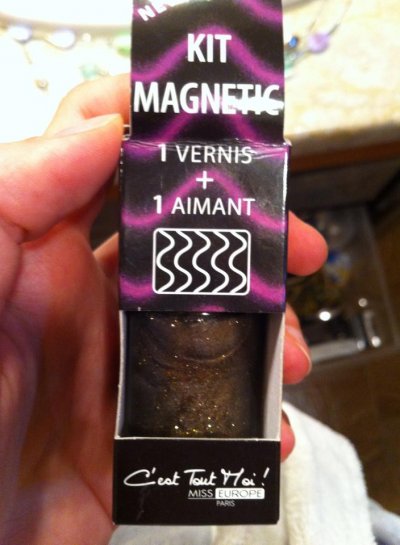 KIT
MAGNETIC
1 VERNIS
+
1 AIMANT
C'est Tout Moi!
MISS EUROPE
PARIS